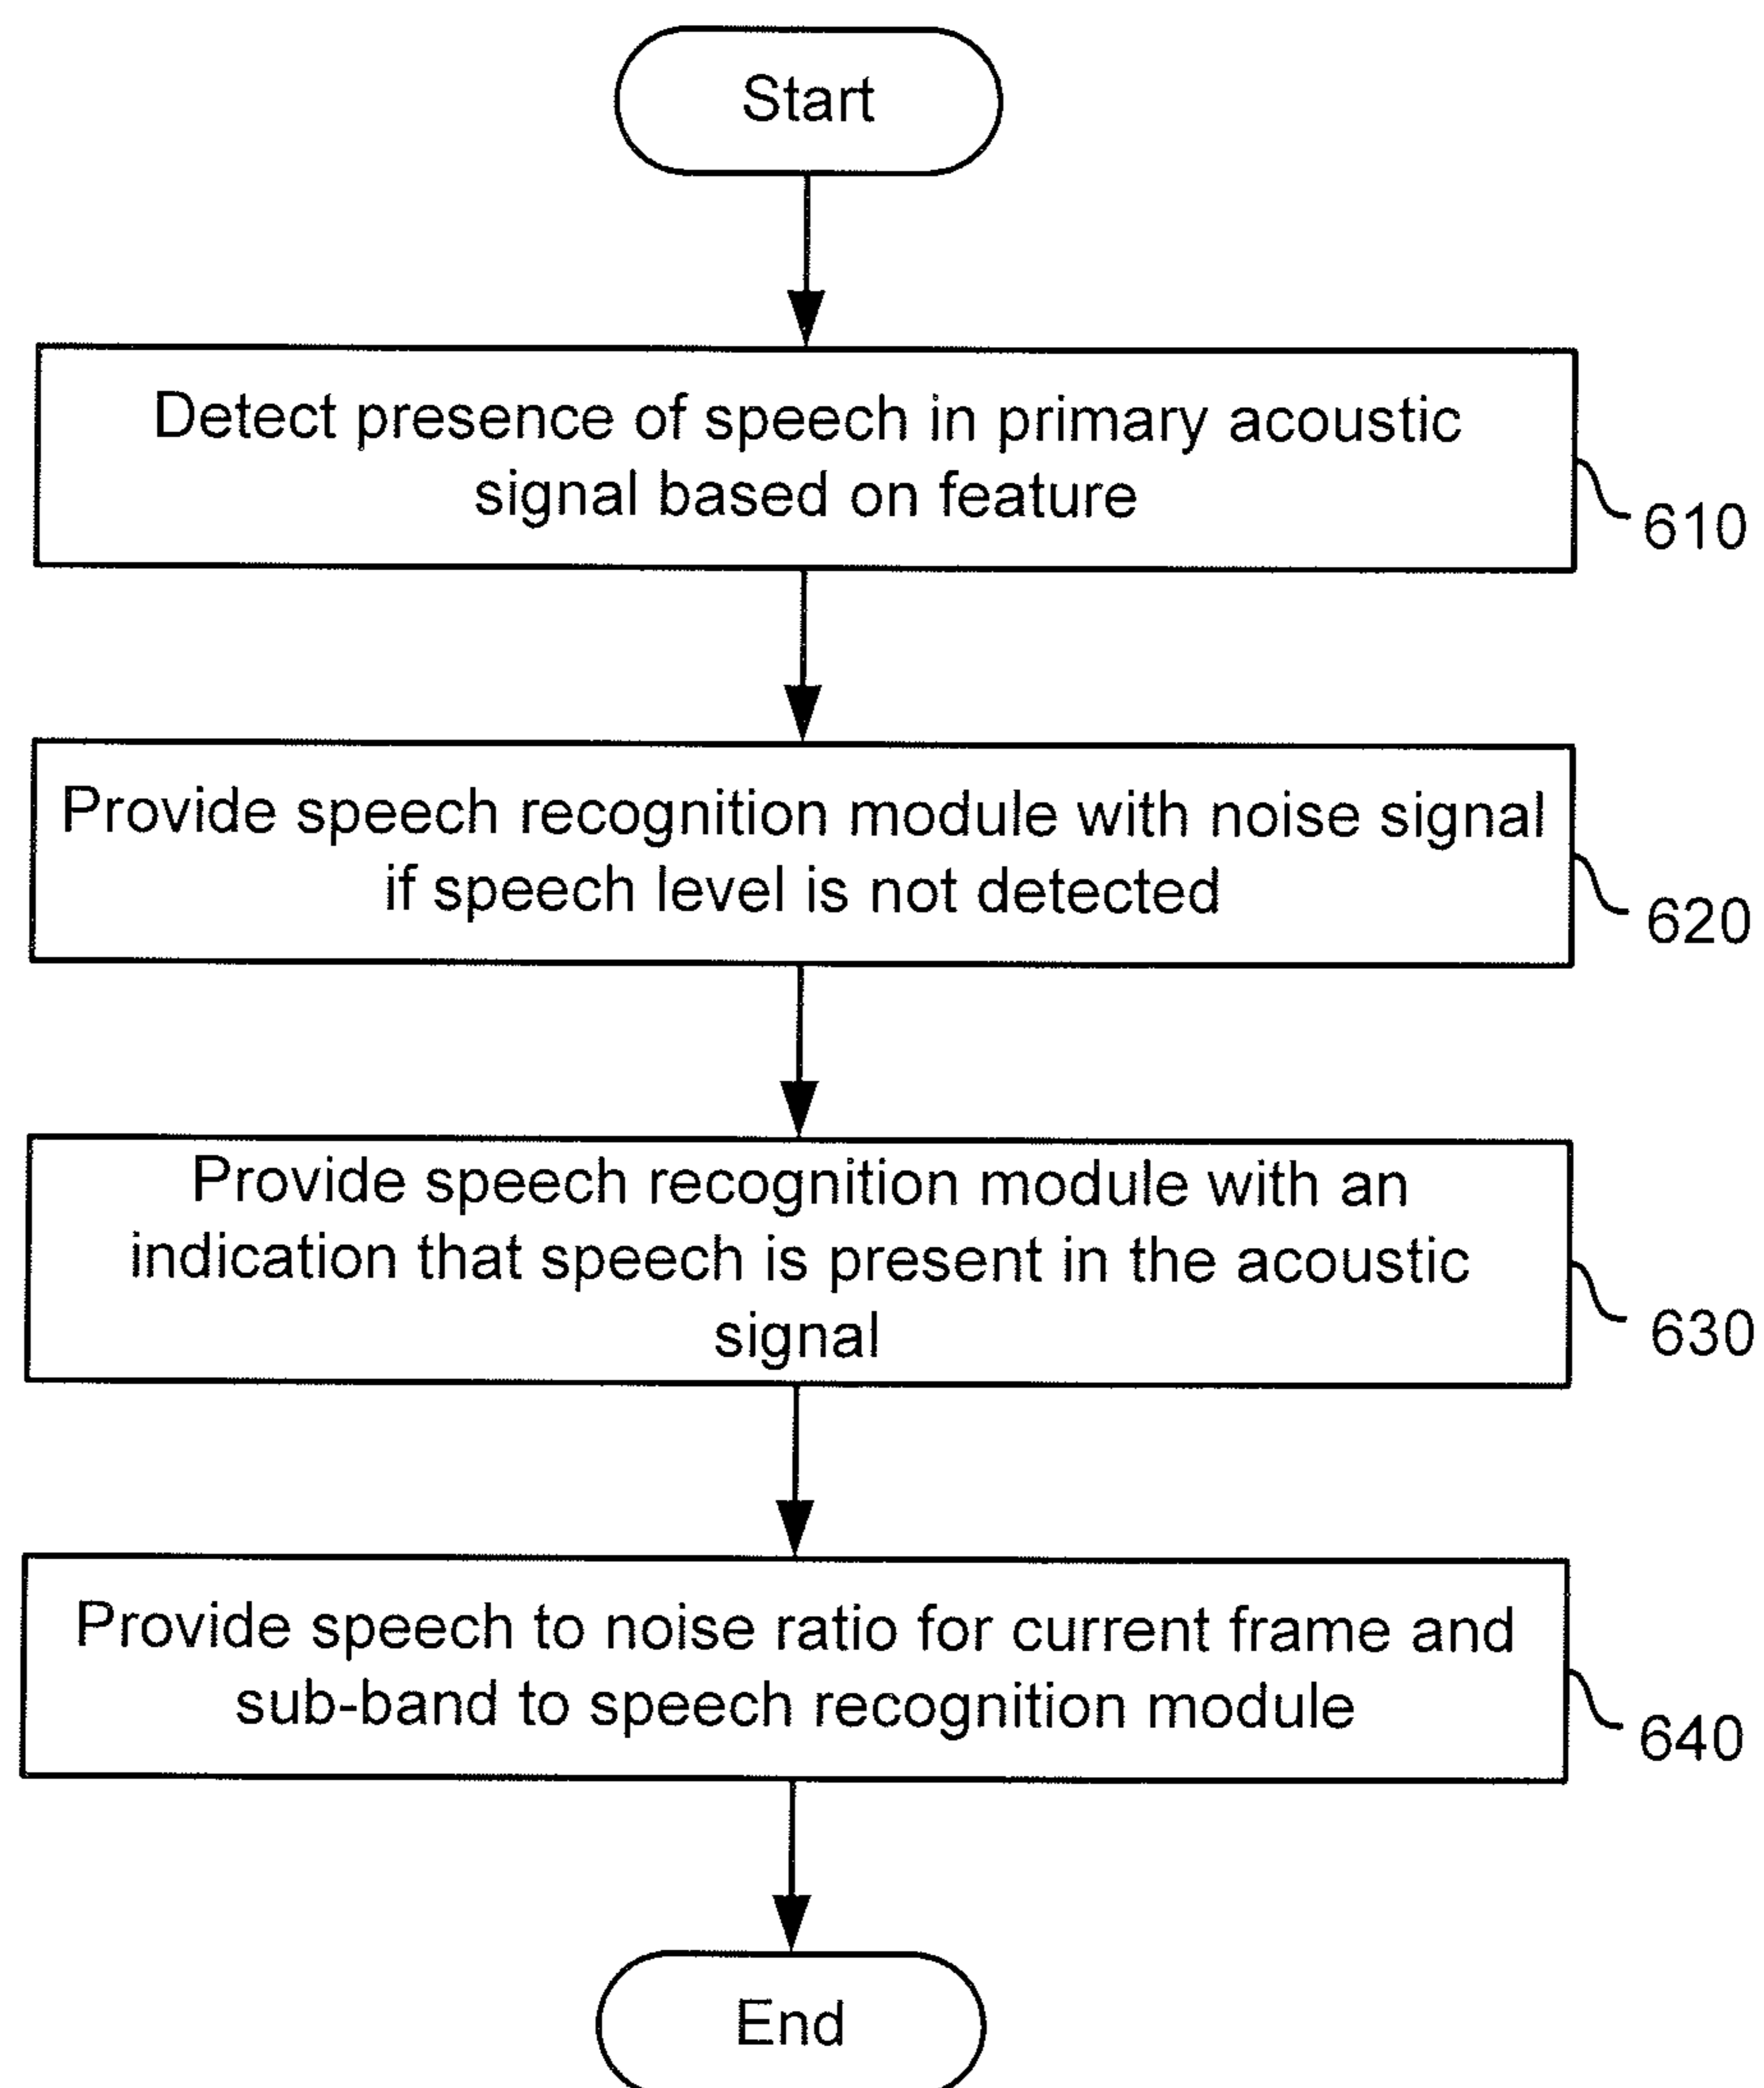 Start
Detect presence of speech in primary acoustic
signal based on feature
610
Provide speech recognition module with noise signal
if speech level is not detected
620
Provide speech recognition module with an
indication that speech is present in the acoustic
signal
630
Provide speech to noise ratio for current frame and
sub-band to speech recognition module
640
End